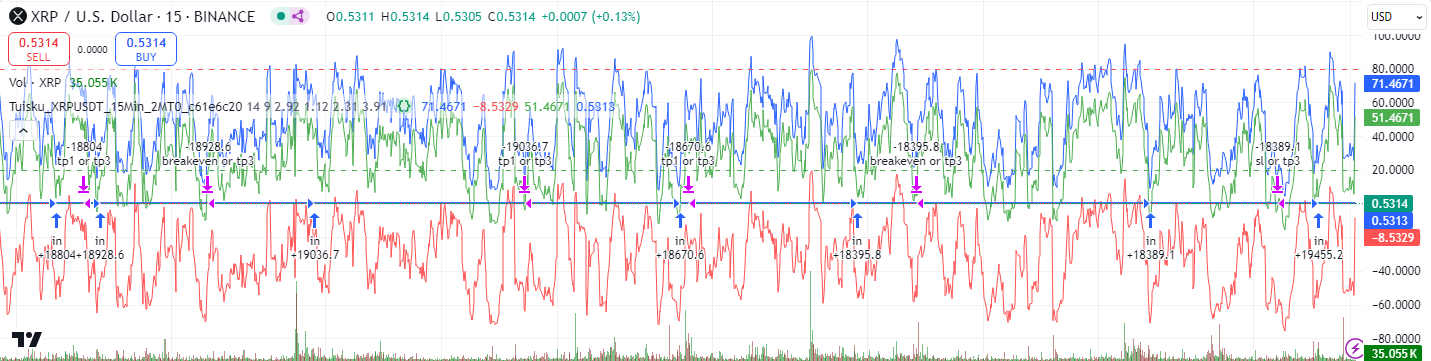 XRP / U.S. Dollar · 15 · BINANCE O0.5311 H0.5314 L0.5305 C0.5314 +0.0007 (+0.13%)
USD
0.5314 0.0000 0.5314
SELL BUY
Vol · XRP 35.055K
Tuisku_XRPUSDT_15Min_2MT0_c61e6c20 14 9 2.92 1.12 2.31 3.91 {} 71.4671 −8.5329 51.4671 0.5313
100.0000
80.0000
71.4671
60.0000
51.4671
40.0000
20.0000
0.5314
0.5313
−8.5329
−40.0000
−60.0000
−80.0000
35.055K
-18804
tp1 or tp3
-18928.6
breakeven or tp3
-19036.7
tp1 or tp3
-18670.6
tp1 or tp3
-18395.8
breakeven or tp3
-18389.1
sl or tp3
in
+18804
in
+18928.6
in
+19036.7
in
+18670.6
in
+18395.8
in
+18389.1
in
+19455.2